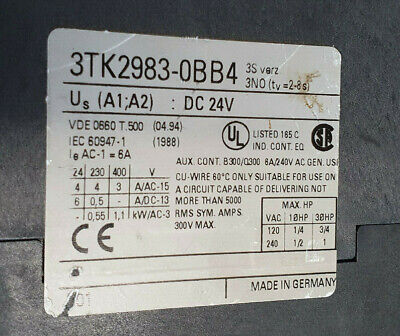 3TK2983-0BB4 3S verz
3NO (tv =2-8s)
Us (A1;A2) : DC 24V
VDE 0660 T.500 (04.94)
IEC 60947-1 (1988)
Ie AC-1 = 6A
UL LISTED 165 C
IND. CONT. EQ.
AUX. CONT. B300/Q300 6A/240V AC GEN. USE
CU-WIRE 60°C ONLY SUITABLE FOR USE ON
A CIRCUIT CAPABLE OF DELIVERING NOT
MORE THAN 5000
RMS SYM. AMPS
300V MAX.
24 230 400 V
4 4 3 A/AC-15
6 0,5 - A/DC-13
- 0,55 1,1 kW/AC-3
MAX. HP
VAC 1ØHP 3ØHP
120 1/4 3/4
240 1/2 1
CE
01
MADE IN GERMANY